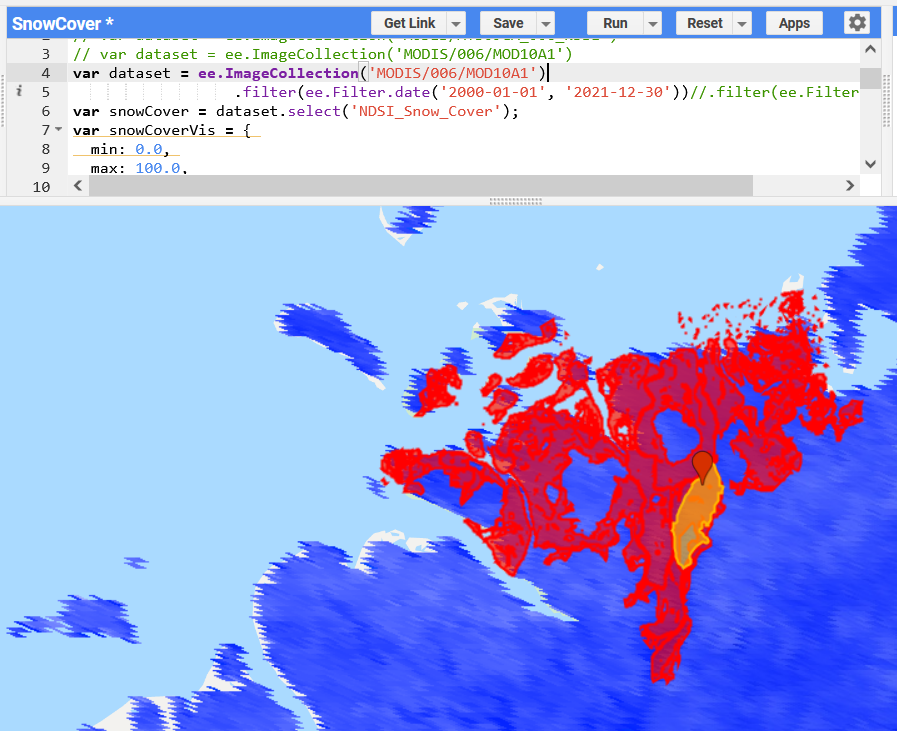 SnowCover *
Get Link
Save
Run
Reset
Apps
3 // var dataset = ee.ImageCollection('MODIS/006/MOD10A1')
4 var dataset = ee.ImageCollection('MODIS/006/MOD10A1')
i 5 .filter(ee.Filter.date('2000-01-01', '2021-12-30'))//.filter(ee.Filter
6 var snowCover = dataset.select('NDSI_Snow_Cover');
7 var snowCoverVis = {
8 min: 0.0,
9 max: 100.0,
10